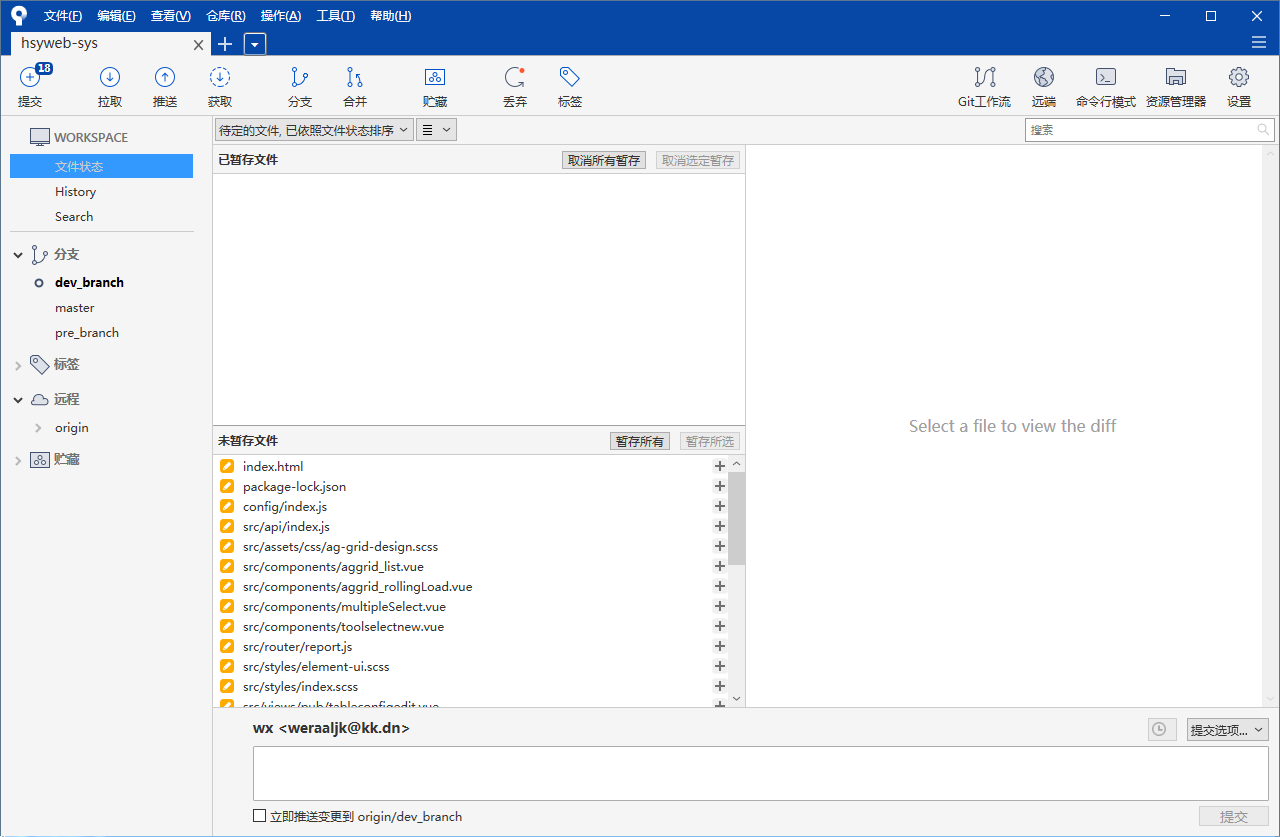 文件(F) 编辑(E) 查看(V) 仓库(R) 操作(A) 工具(T) 帮助(H)
hsyweb-sys
18
提交 拉取 推送 获取 分支 合并 贮藏 丢弃 标签 Git工作流 远端 命令行模式 资源管理器 设置
WORKSPACE
文件状态
History
Search
分支
dev_branch
master
pre_branch
标签
远程
origin
贮藏
待定的文件, 已依照文件状态排序
搜索
已暂存文件 取消所有暂存 取消选定暂存
未暂存文件 暂存所有 暂存所选
index.html
package-lock.json
config/index.js
src/api/index.js
src/assets/css/ag-grid-design.scss
src/components/aggrid_list.vue
src/components/aggrid_rollingLoad.vue
src/components/multipleSelect.vue
src/components/toolselectnew.vue
src/router/report.js
src/styles/element-ui.scss
src/styles/index.scss
src/views/pub/tableconfigedit.vue
Select a file to view the diff
wx <weraaljk@kk.dn>
提交选项...
立即推送变更到 origin/dev_branch
提交